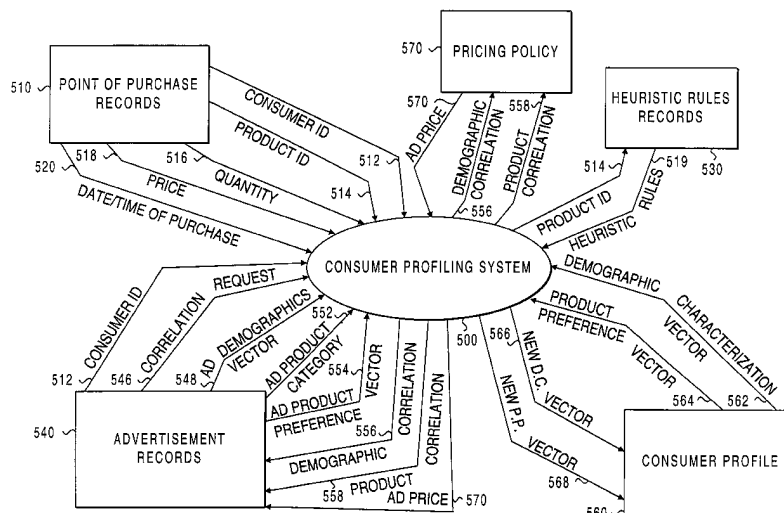 570
PRICING POLICY
510
POINT OF PURCHASE
RECORDS
HEURISTIC RULES
RECORDS
530
CONSUMER ID
PRODUCT ID
512
514
516
QUANTITY
518
PRICE
520
DATE/TIME OF PURCHASE
570
AD PRICE
DEMOGRAPHIC
CORRELATION
556
558
PRODUCT
CORRELATION
514
PRODUCT ID
519
HEURISTIC RULES
CONSUMER PROFILING SYSTEM
500
CONSUMER ID
512
CORRELATION
REQUEST
546
AD DEMOGRAPHICS
VECTOR
548
AD PRODUCT
CATEGORY
552
AD PRODUCT
PREFERENCE
VECTOR
554
DEMOGRAPHIC
CORRELATION
556
PRODUCT
CORRELATION
558
AD PRICE
570
NEW D.C.
VECTOR
566
NEW P.P.
VECTOR
568
PRODUCT
PREFERENCE
VECTOR
564
DEMOGRAPHIC
CHARACTERIZATION
VECTOR
562
540
ADVERTISEMENT
RECORDS
CONSUMER PROFILE
560